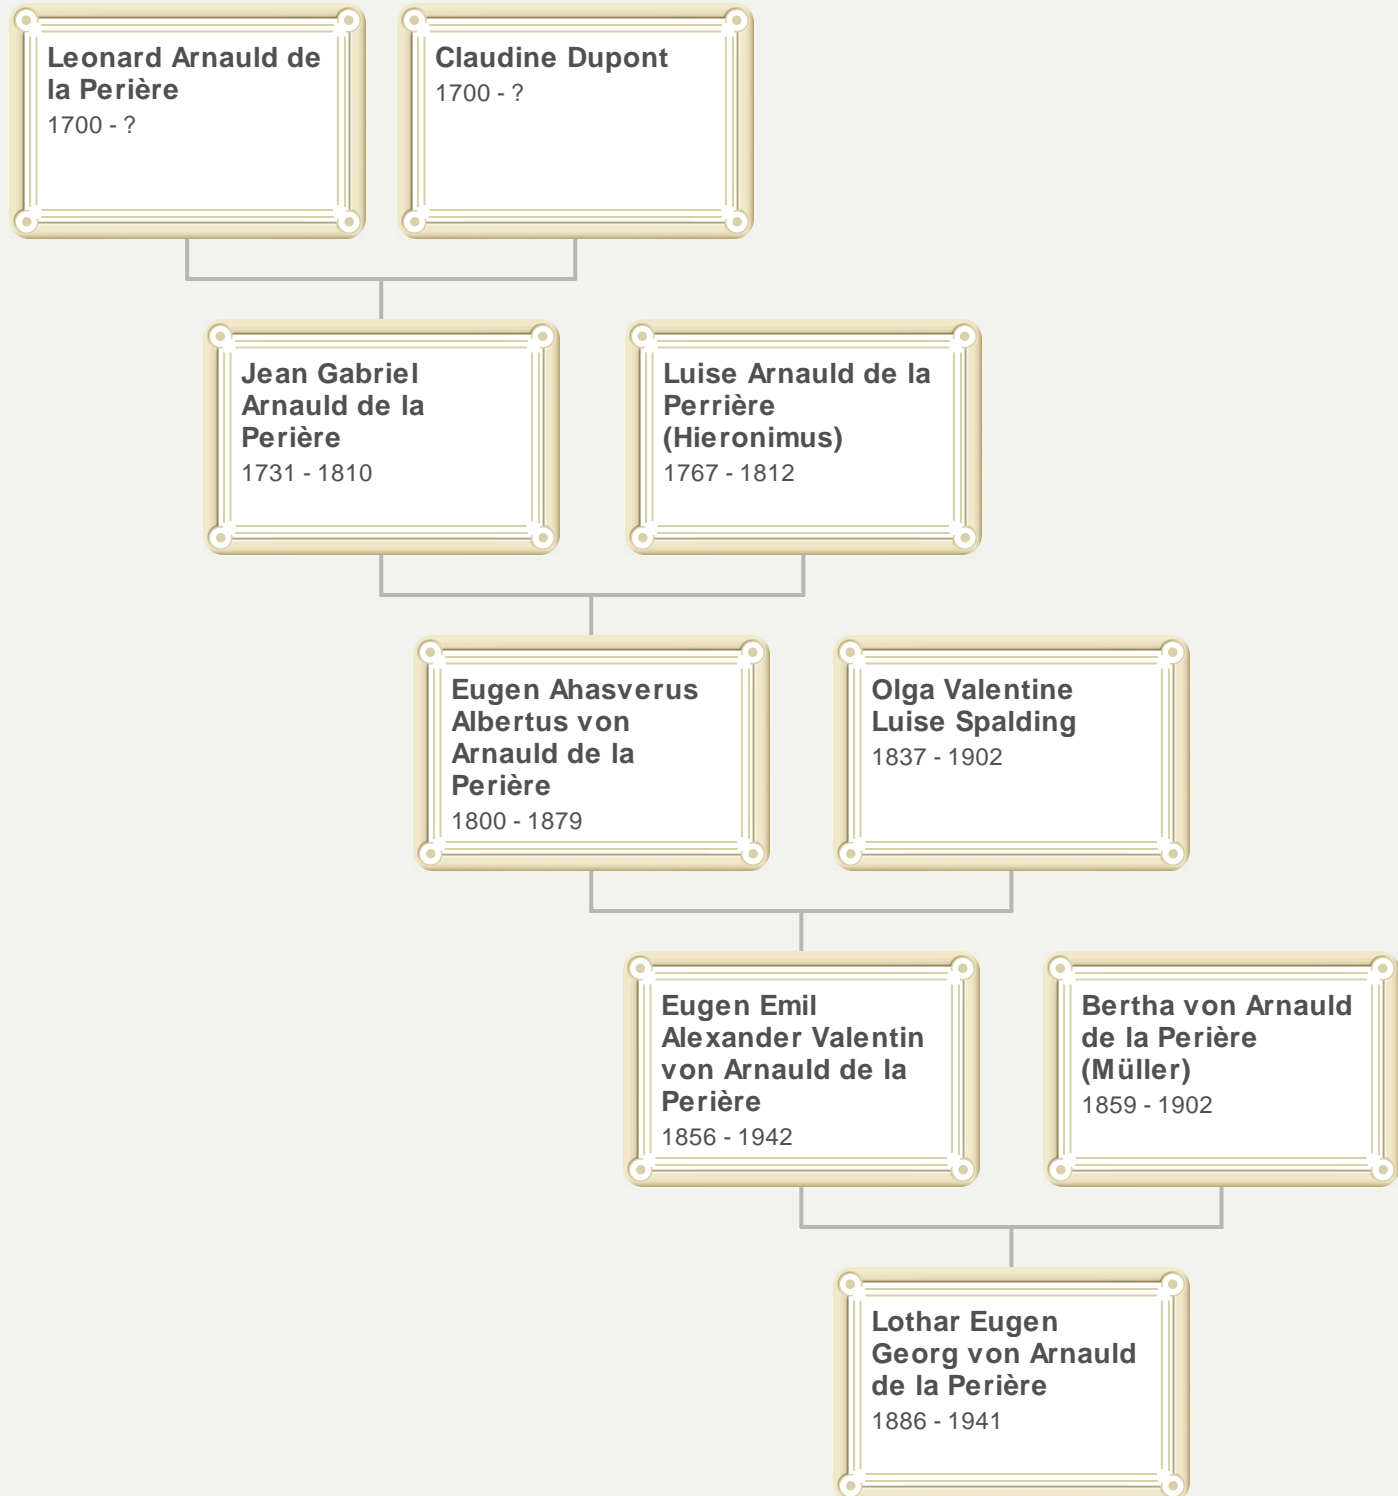 Leonard Arnauld de
la Perière
1700 - ?
Claudine Dupont
1700 - ?
Jean Gabriel
Arnauld de la
Perière
1731 - 1810
Luise Arnauld de la
Perrière
(Hieronimus)
1767 - 1812
Eugen Ahasverus
Albertus von
Arnauld de la
Perière
1800 - 1879
Olga Valentine
Luise Spalding
1837 - 1902
Eugen Emil
Alexander Valentin
von Arnauld de la
Perière
1856 - 1942
Bertha von Arnauld
de la Perière
(Müller)
1859 - 1902
Lothar Eugen
Georg von Arnauld
de la Perière
1886 - 1941